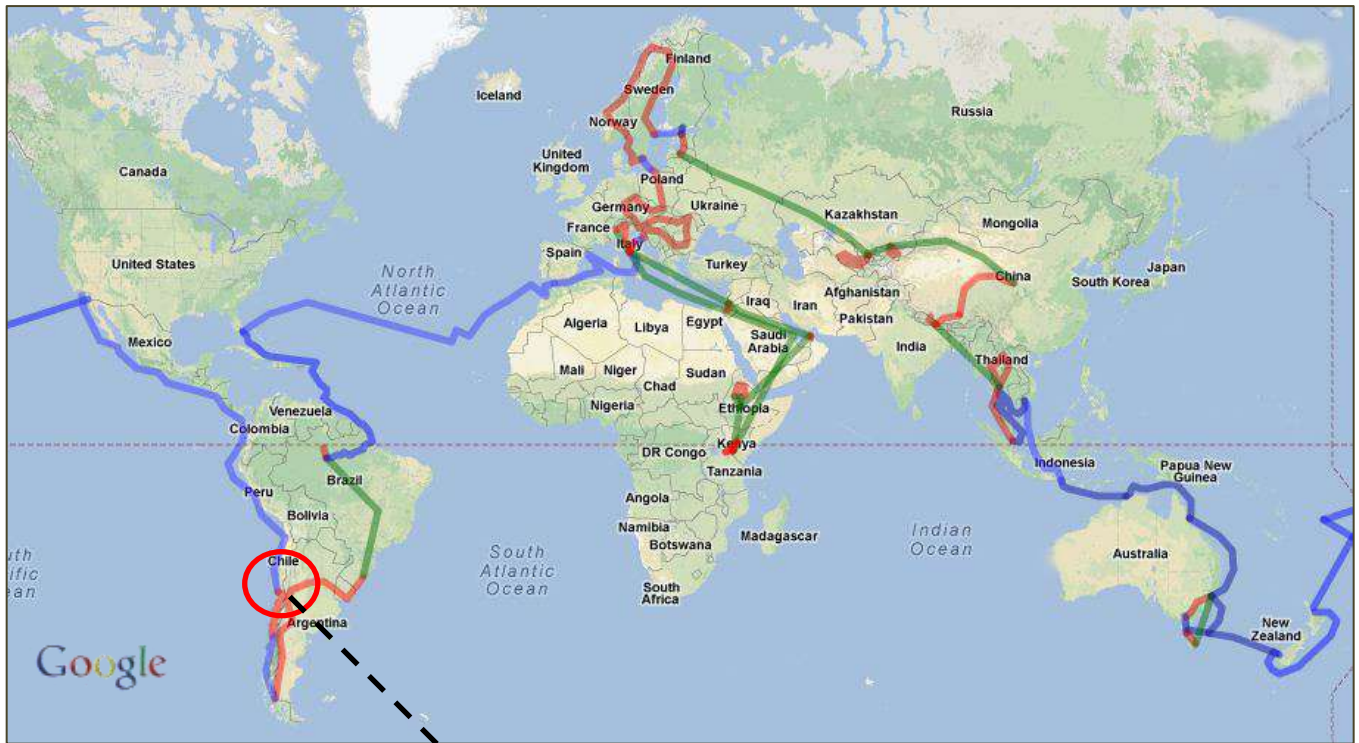 Iceland
Finland
Sweden
Norway
Russia
United
Kingdom
Canada
Poland
Germany
Ukraine
France
Kazakhstan
Mongolia
Italy
Spain
United States
North
Atlantic
Ocean
Turkey
China
South Korea
Japan
Iraq
Iran
Afghanistan
Pakistan
Algeria
Libya
Egypt
Saudi
Arabia
Mexico
India
Thailand
Mali
Niger
Chad
Sudan
Nigeria
Ethiopia
Venezuela
Colombia
DR Congo
Kenya
Tanzania
Indonesia
Papua New
Guinea
Brazil
Peru
Angola
Bolivia
Namibia
Botswana
Madagascar
Indian
Ocean
South
Atlantic
Ocean
Australia
Chile
uth
ific
ean
South
Africa
Argentina
New
Zealand
Google